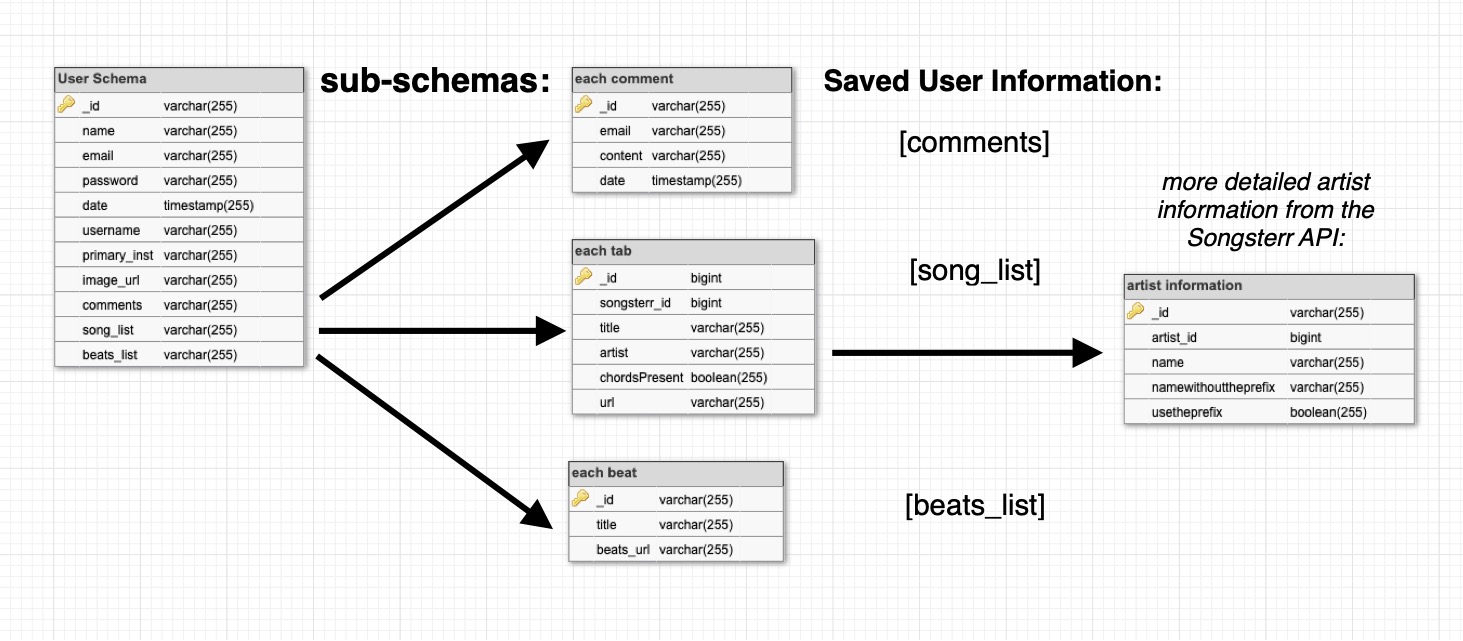 User Schema
_id varchar(255)
name varchar(255)
email varchar(255)
password varchar(255)
date timestamp(255)
username varchar(255)
primary_inst varchar(255)
image_url varchar(255)
comments varchar(255)
song_list varchar(255)
beats_list varchar(255)
sub-schemas:
each comment
_id varchar(255)
email varchar(255)
content varchar(255)
date timestamp(255)
each tab
_id bigint
songsterr_id bigint
title varchar(255)
artist varchar(255)
chordsPresent boolean(255)
url varchar(255)
each beat
_id varchar(255)
title varchar(255)
beats_url varchar(255)
Saved User Information:
[comments]
[song_list]
[beats_list]
more detailed artist
information from the
Songsterr API:
artist information
_id varchar(255)
artist_id bigint
name varchar(255)
namewithouttheprefix varchar(255)
usetheprefix boolean(255)